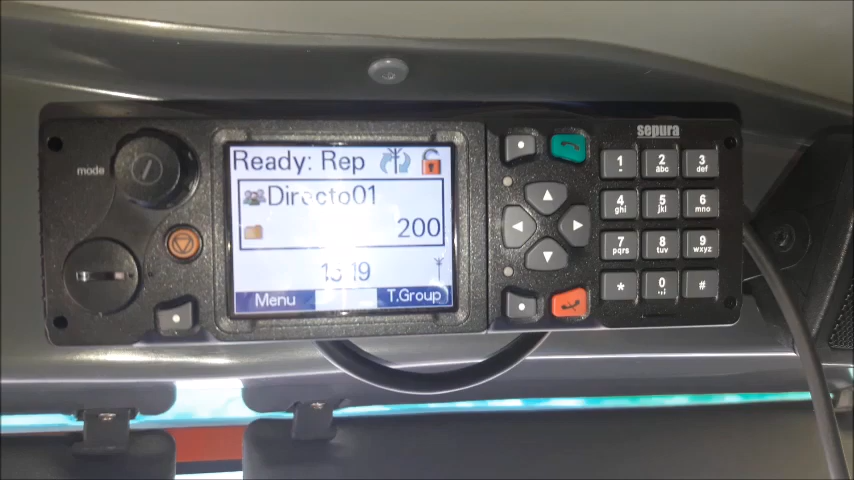 sepura
mode
Ready: Rep
Directo01
200
Menu T.Group
1 -
2 abc
3 def
4 ghi
5 jkl
6 mno
7 pqrs
8 tuv
9 wxyz
*
0
#